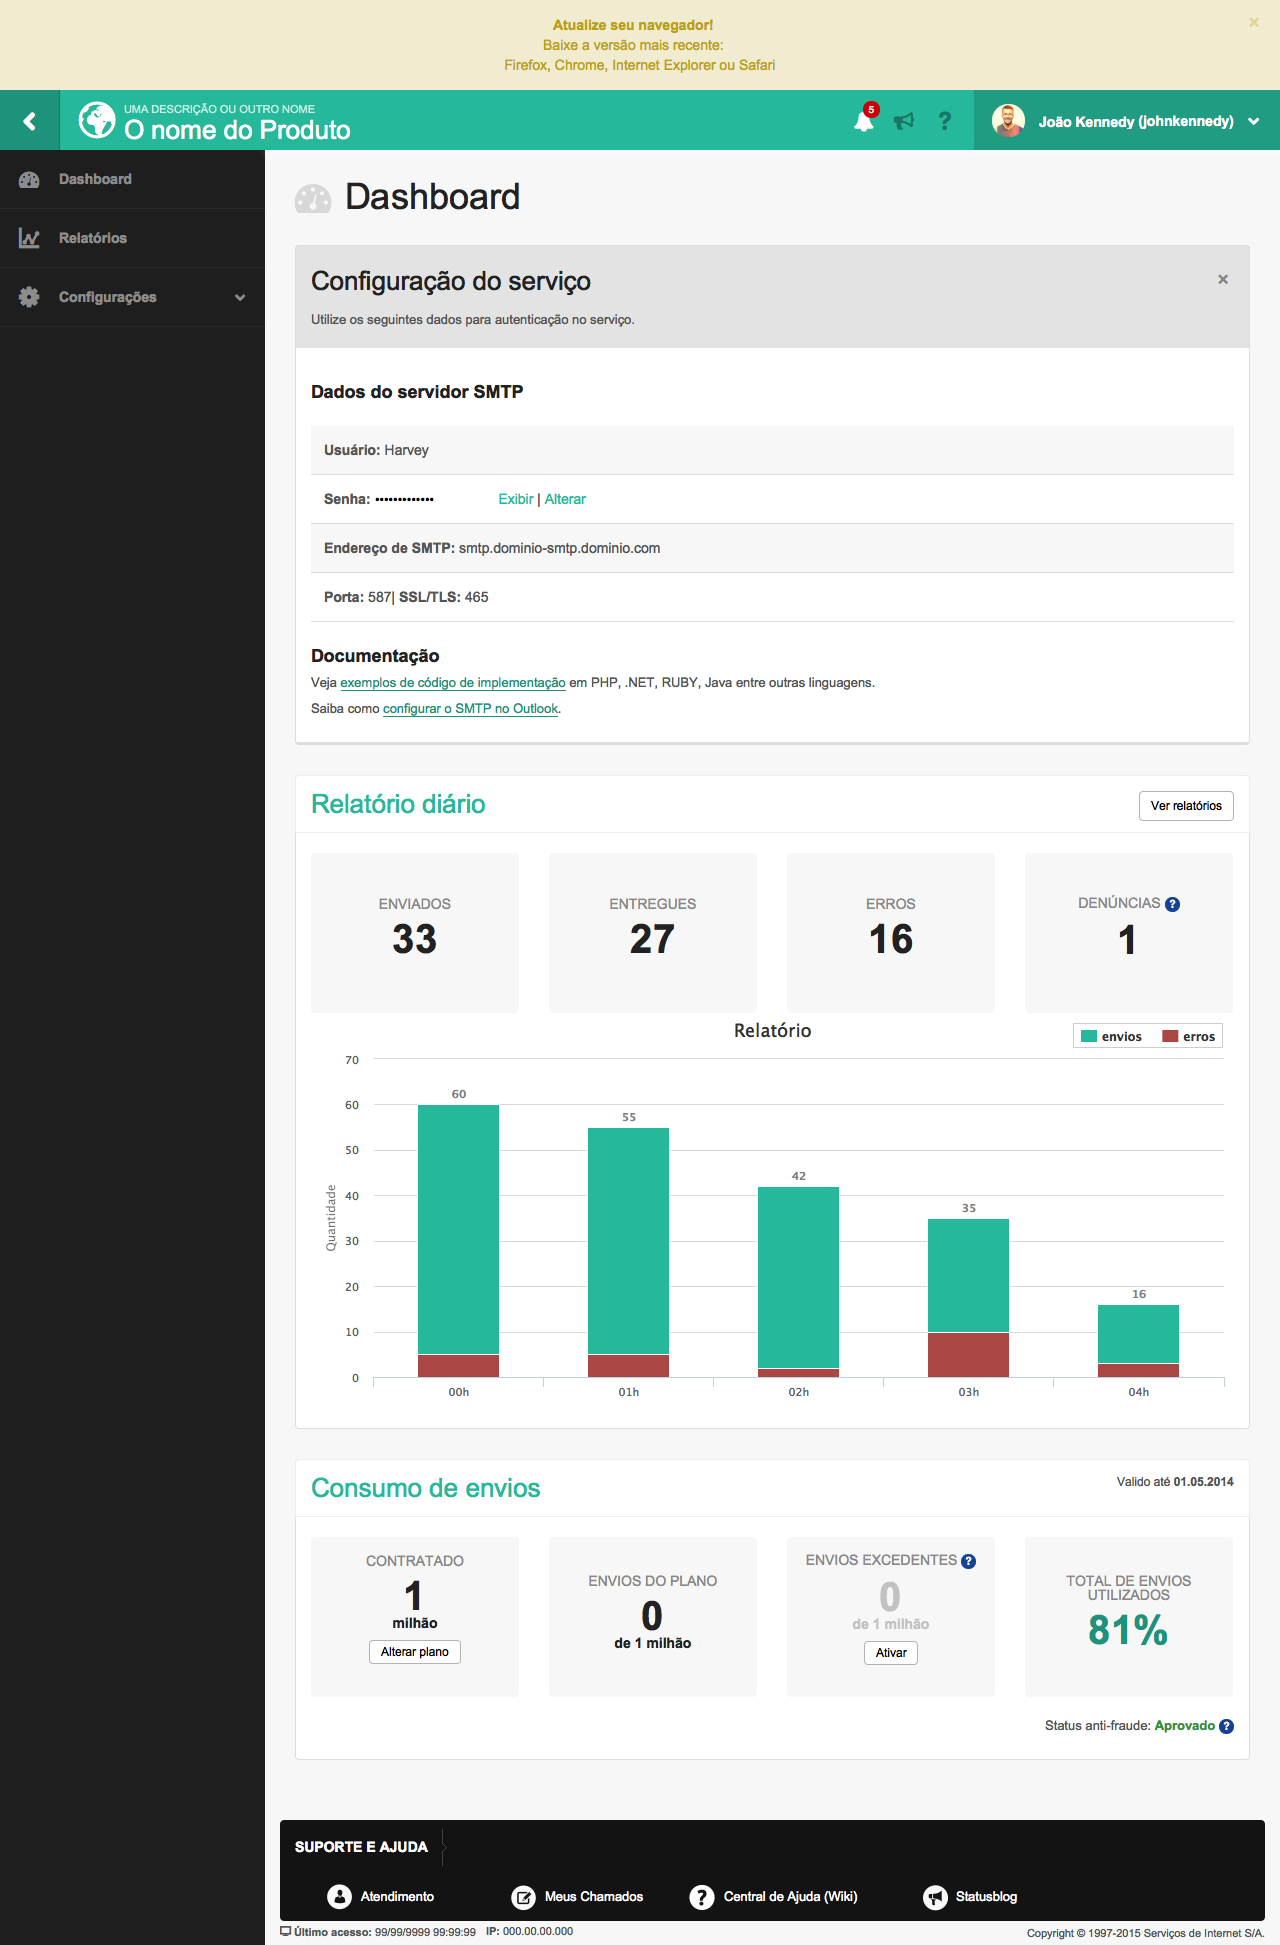 Atualize seu navegador!
×
Baixe a versão mais recente:
Firefox, Chrome, Internet Explorer ou Safari
UMA DESCRIÇÃO OU OUTRO NOME
O nome do Produto
5
?
João Kennedy (johnkennedy)
Dashboard
Relatórios
Configurações
Dashboard
Configuração do serviço
×
Utilize os seguintes dados para autenticação no serviço.
Dados do servidor SMTP
Usuário: Harvey
Senha: ••••••••••••• Exibir | Alterar
Endereço de SMTP: smtp.dominio-smtp.dominio.com
Porta: 587| SSL/TLS: 465
Documentação
Veja exemplos de código de implementação em PHP, .NET, RUBY, Java entre outras linguagens.
Saiba como configurar o SMTP no Outlook.
Relatório diário
Ver relatórios
ENVIADOS
33
ENTREGUES
27
ERROS
16
DENÚNCIAS ?
1
Relatório
envios erros
70
60
50
40
30
20
10
0
Quantidade
60
55
42
35
16
00h 01h 02h 03h 04h
Consumo de envios
Valido até 01.05.2014
CONTRATADO
1
milhão
Alterar plano
ENVIOS DO PLANO
0
de 1 milhão
ENVIOS EXCEDENTES ?
0
de 1 milhão
Ativar
TOTAL DE ENVIOS
UTILIZADOS
81%
Status anti-fraude: Aprovado ?
SUPORTE E AJUDA
Atendimento
Meus Chamados
? Central de Ajuda (Wiki)
Statusblog
Último acesso: 99/99/9999 99:99:99 IP: 000.00.00.000
Copyright © 1997-2015 Serviços de Internet S/A.